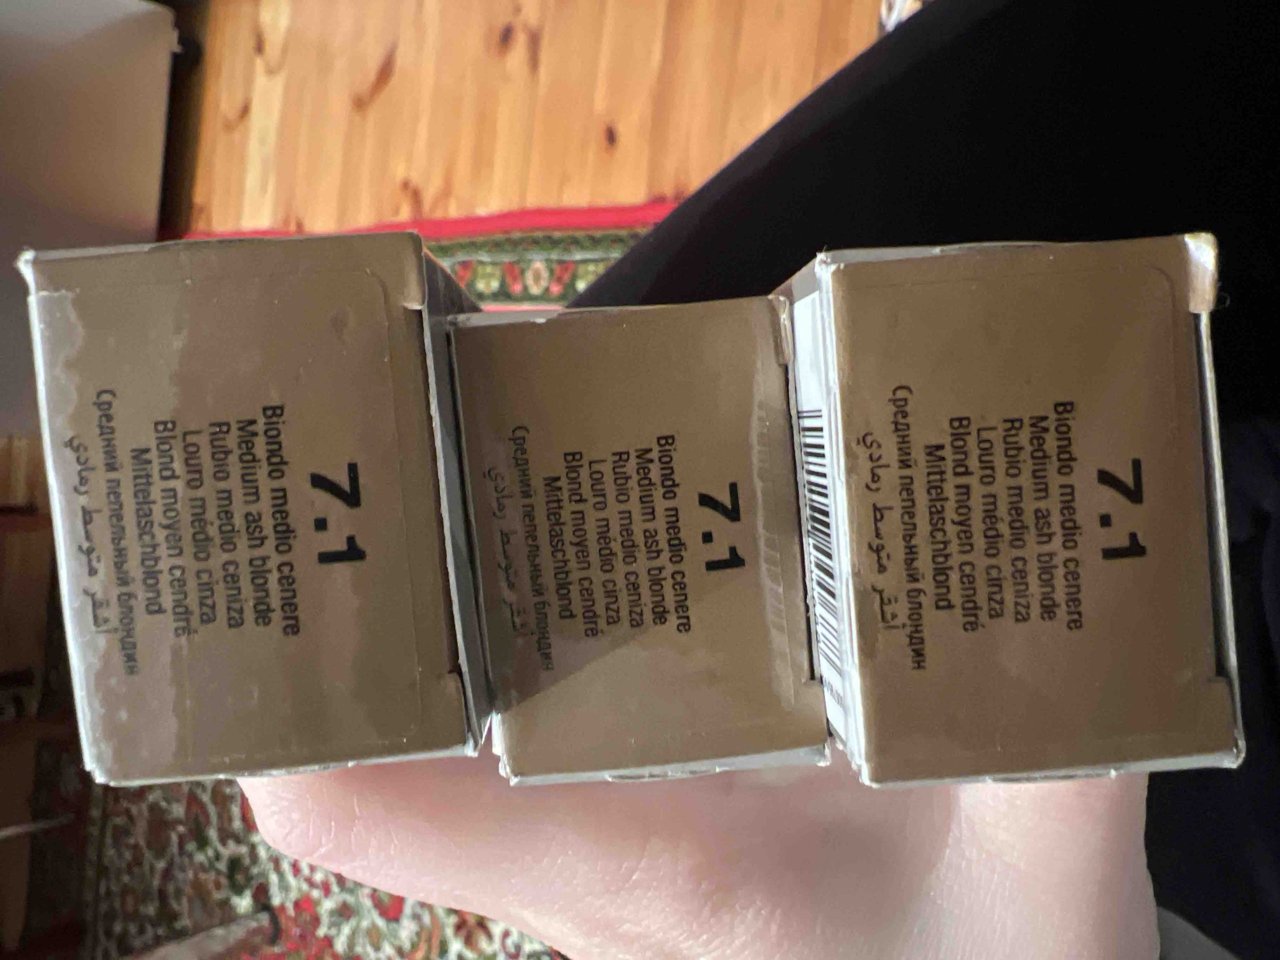 7.1
Biondo medio cenere
Medium ash blonde
Rubio medio ceniza
Louro médio cinza
Blond moyen cendré
Mittelaschblond
Средний пепельный блондин
أشقر متوسط رمادي
7.1
Biondo medio cenere
Medium ash blonde
Rubio medio ceniza
Louro médio cinza
Blond moyen cendré
Mittelaschblond
Средний пепельный блондин
أشقر متوسط رمادي
7.1
Biondo medio cenere
Medium ash blonde
Rubio medio ceniza
Louro médio cinza
Blond moyen cendré
Mittelaschblond
Средний пепельный блондин
أشقر متوسط رمادي